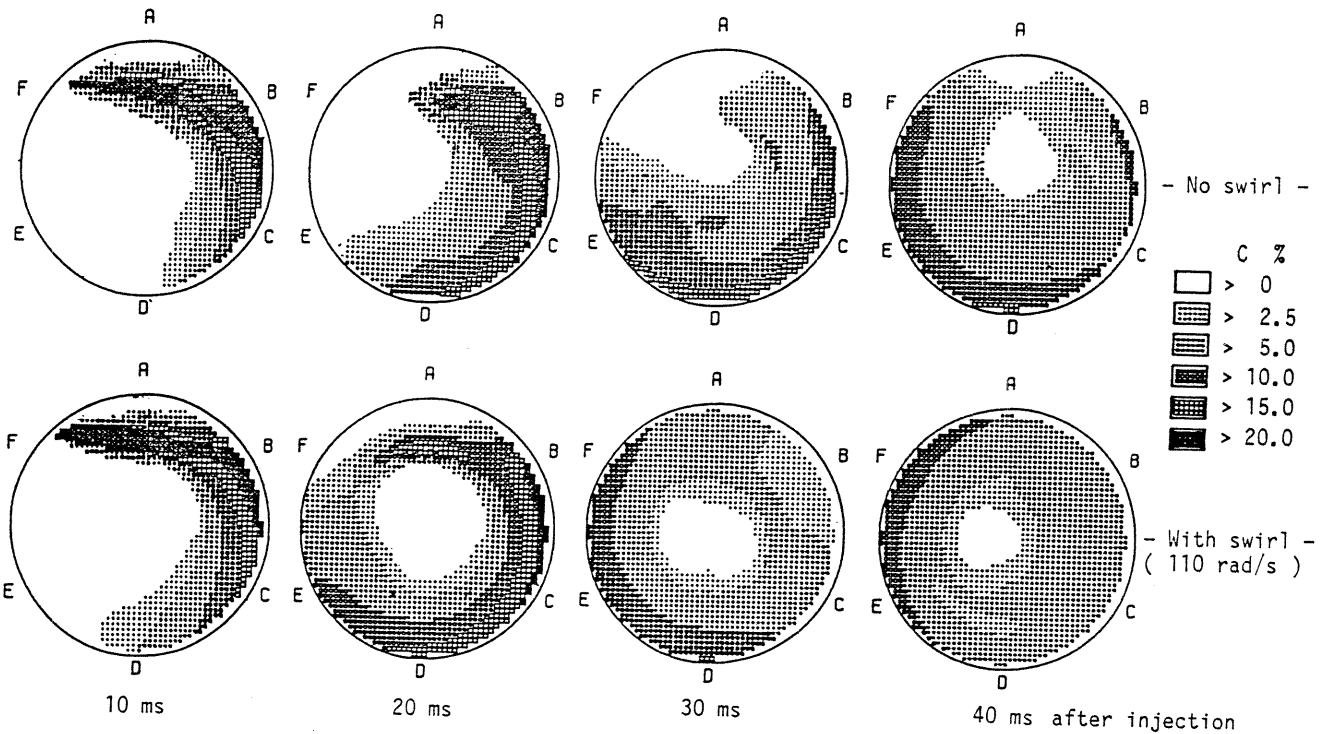 A A A A
F B F B F B F B
- No swirl -
E C E C E C E C
D D D D
C %
> 0
> 2.5
> 5.0
> 10.0
> 15.0
> 20.0
A A A A
F B F B F B F B
- With swirl -
( 110 rad/s )
E C E C E C E C
D D D D
10 ms 20 ms 30 ms 40 ms after injection